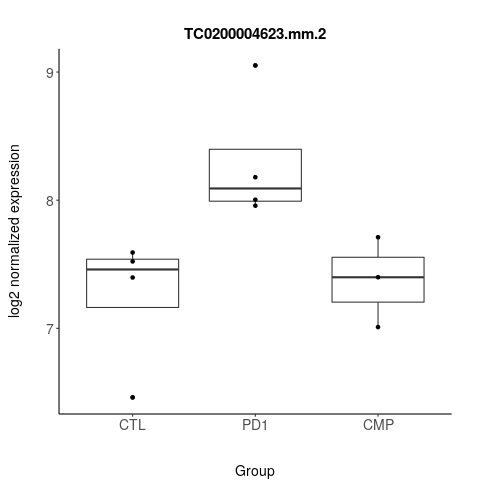 TC0200004623.mm.2
log2 normalized expression
9
8
7
CTL PD1 CMP
Group